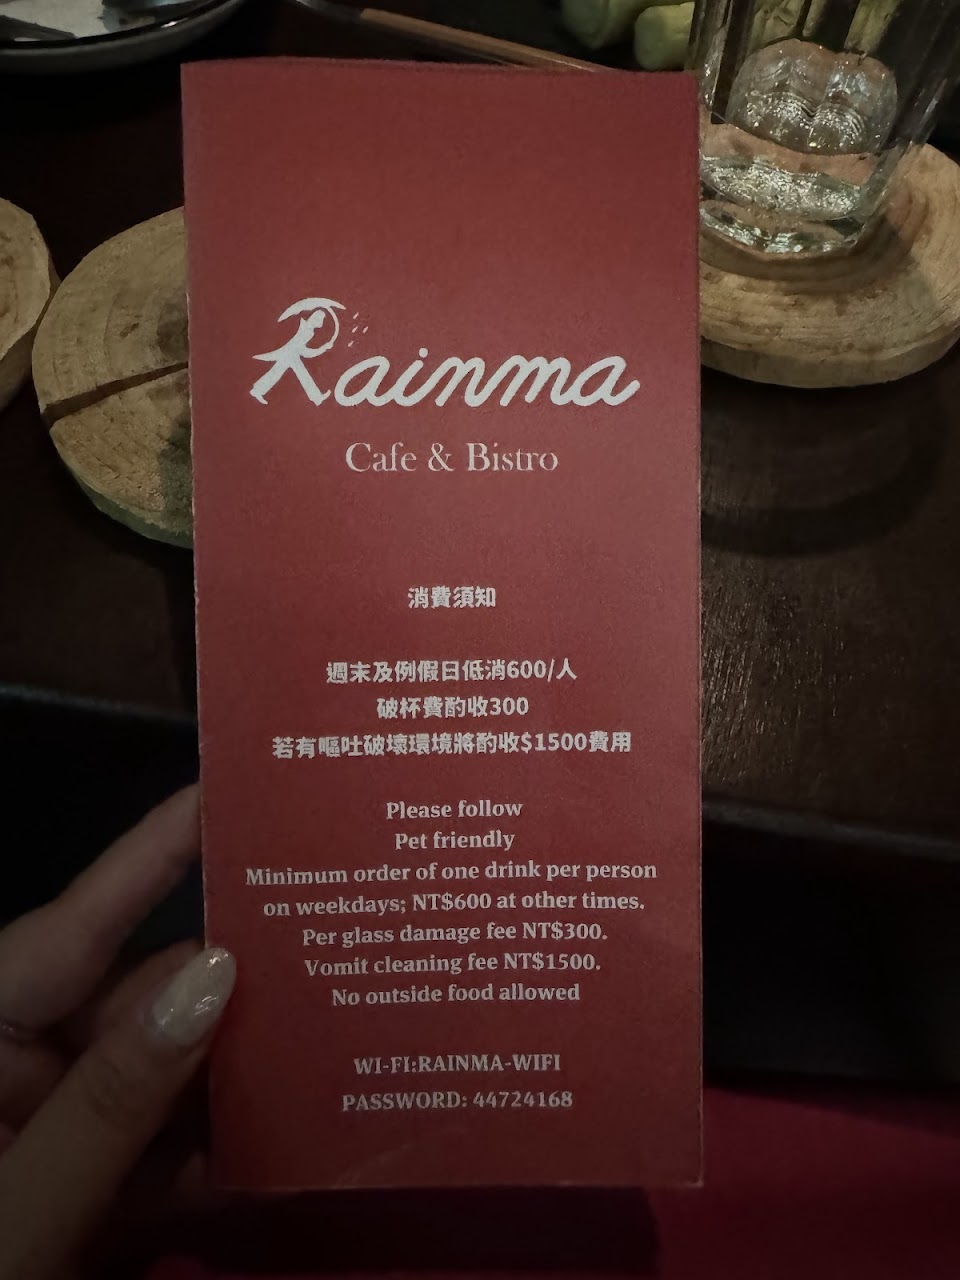 Rainma
Cafe & Bistro
消費須知
週末及例假日低消600/人
破杯費酌收300
若有嘔吐破壞環境將酌收$1500費用
Please follow
Pet friendly
Minimum order of one drink per person
on weekdays; NT$600 at other times.
Per glass damage fee NT$300.
Vomit cleaning fee NT$1500.
No outside food allowed
WI-FI:RAINMA-WIFI
PASSWORD: 44724168